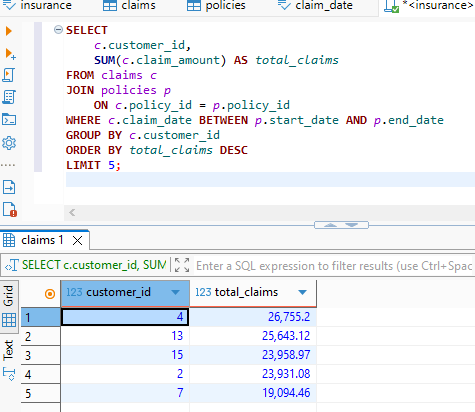 insurance claims policies claim_date *<insurance>
SELECT
c.customer_id,
SUM(c.claim_amount) AS total_claims
FROM claims c
JOIN policies p
ON c.policy_id = p.policy_id
WHERE c.claim_date BETWEEN p.start_date AND p.end_date
GROUP BY c.customer_id
ORDER BY total_claims DESC
LIMIT 5;
claims 1
SELECT c.customer_id, SUM Enter a SQL expression to filter results (use Ctrl+Spac
Grid
Text
123 customer_id 123 total_claims
1 4 26,755.2
2 13 25,643.12
3 15 23,958.97
4 2 23,931.08
5 7 19,094.46